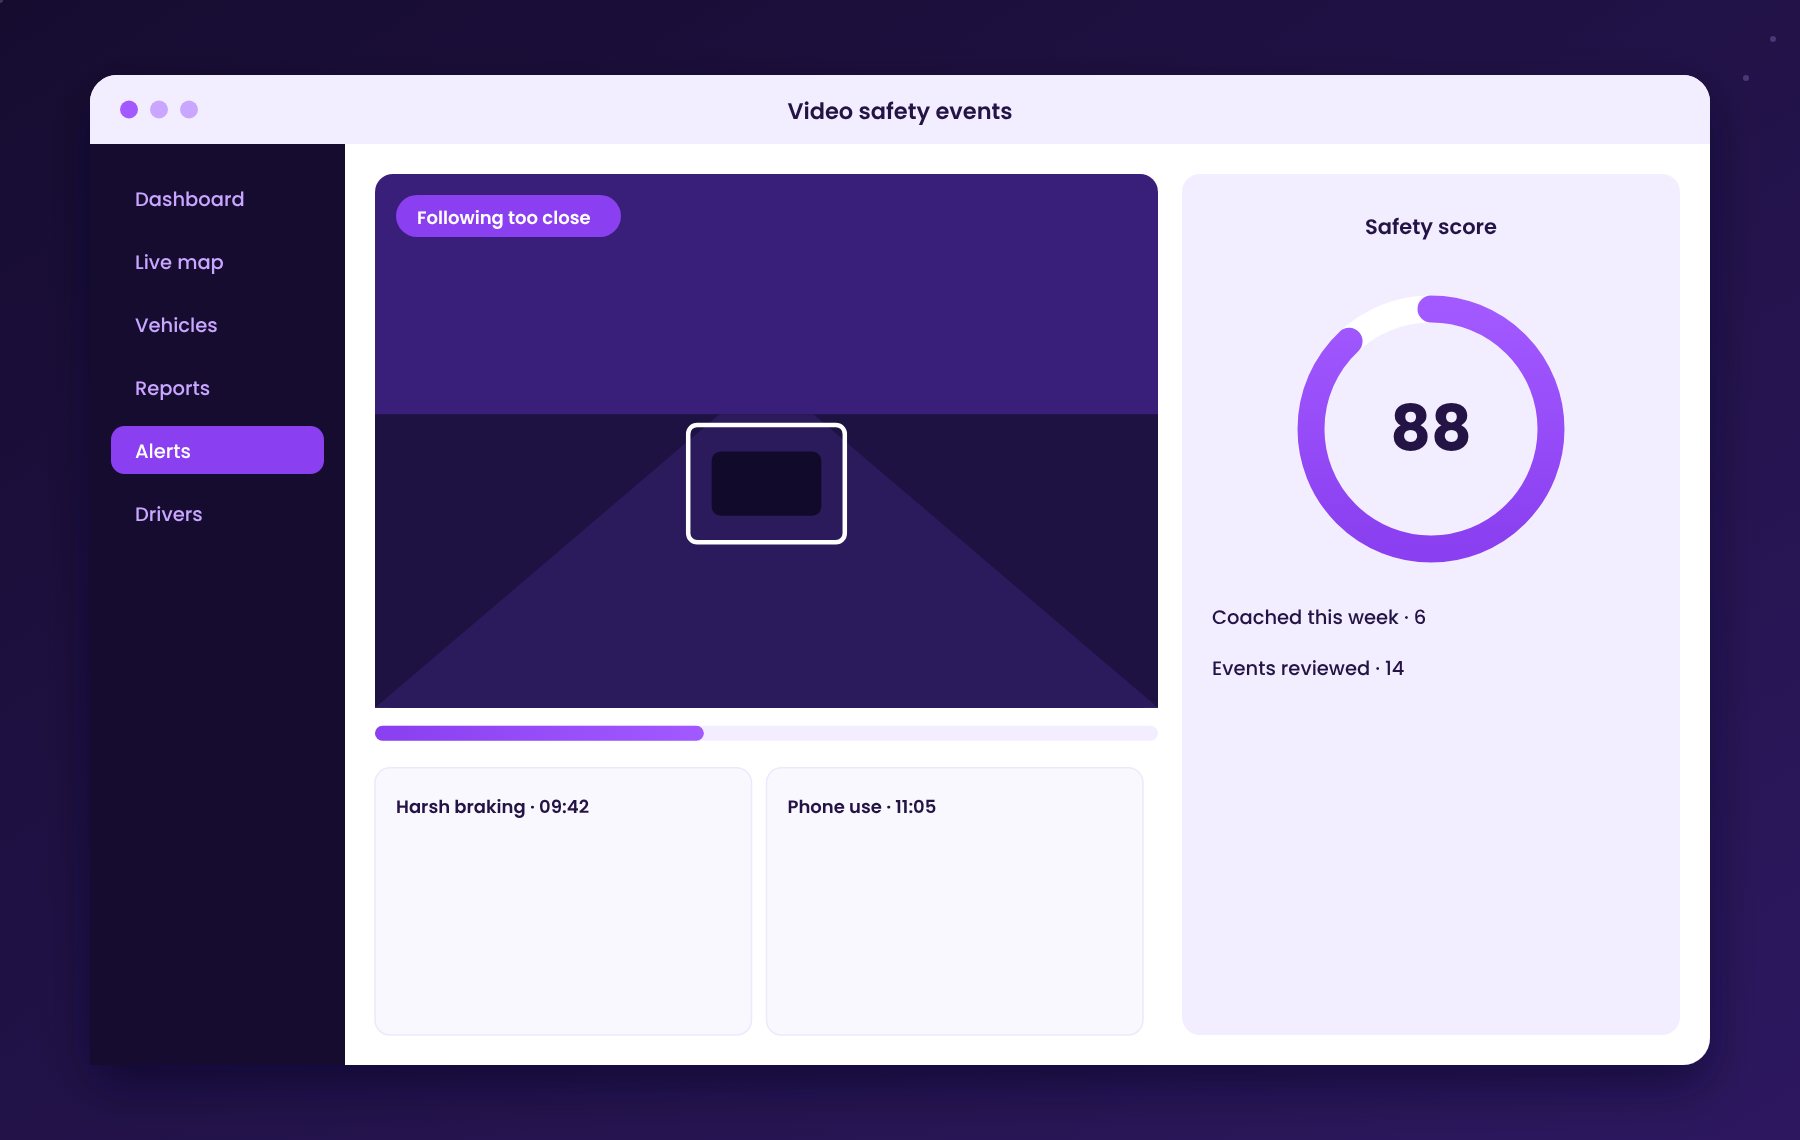 Video safety events
Dashboard
Live map
Vehicles
Reports
Alerts
Drivers
Following too close
Harsh braking · 09:42
Phone use · 11:05
Safety score
88
Coached this week · 6
Events reviewed · 14